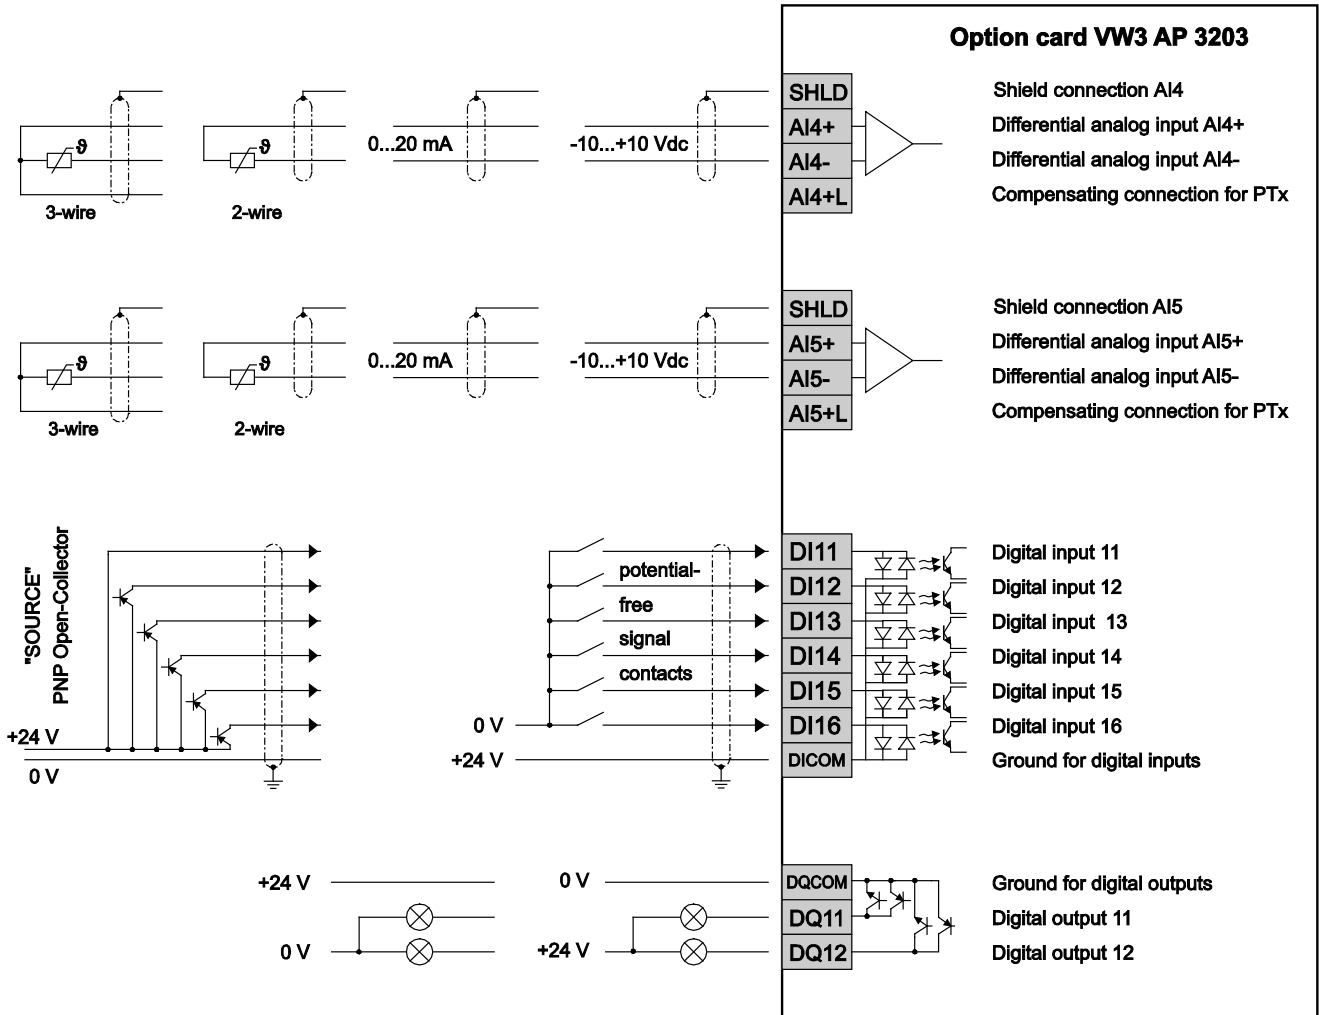 Option card VW3 AP 3203
SHLD
Shield connection AI4
0...20 mA
-10...+10 Vdc
AI4+
Differential analog input AI4+
ϑ
ϑ
AI4-
Differential analog input AI4-
AI4+L
Compensating connection for PTx
3-wire
2-wire
SHLD
Shield connection AI5
0...20 mA
-10...+10 Vdc
AI5+
Differential analog input AI5+
ϑ
ϑ
AI5-
Differential analog input AI5-
AI5+L
Compensating connection for PTx
3-wire
2-wire
"SOURCE"
PNP Open-Collector
+24 V
0 V
potential-
free
signal
contacts
0 V
+24 V
DI11
Digital input 11
DI12
Digital input 12
DI13
Digital input 13
DI14
Digital input 14
DI15
Digital input 15
DI16
Digital input 16
DICOM
Ground for digital inputs
+24 V
0 V
DQCOM
Ground for digital outputs
DQ11
Digital output 11
0 V
+24 V
DQ12
Digital output 12